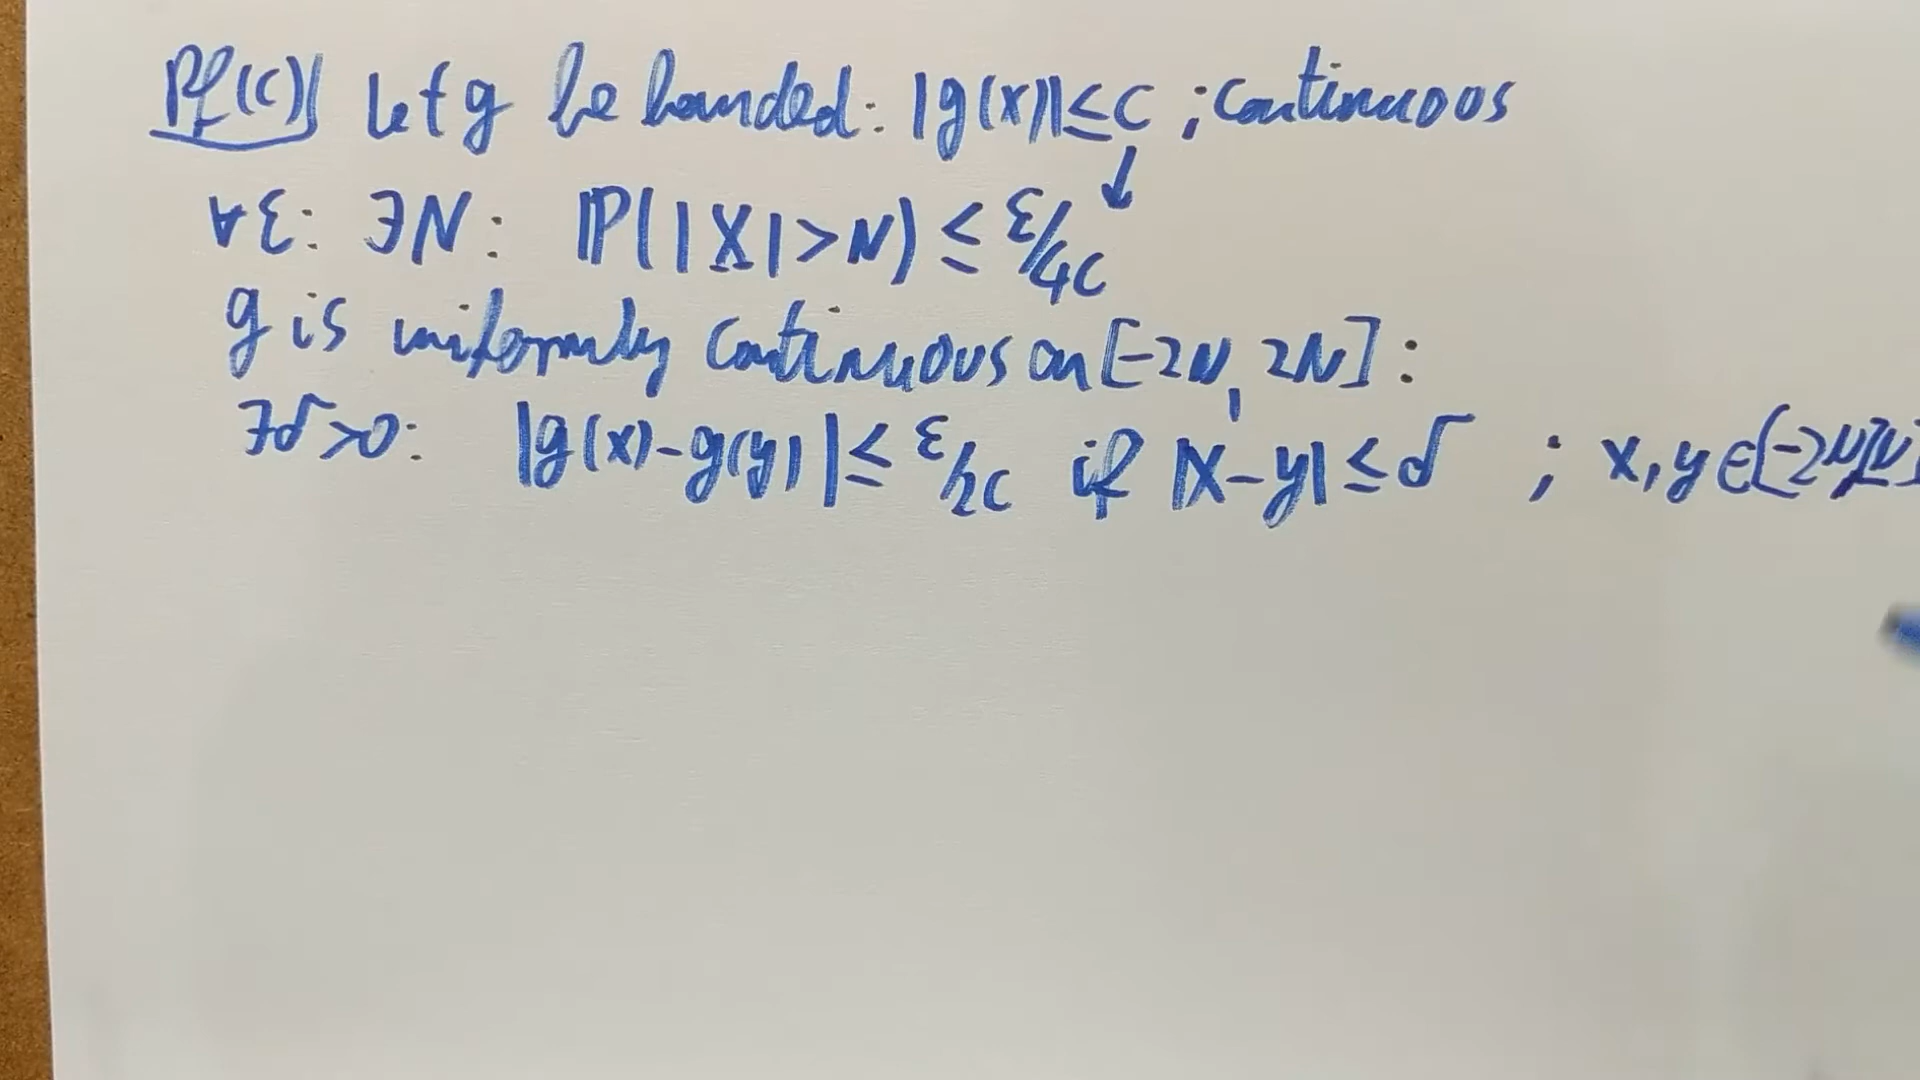 Pf(c)| Let g be bounded: |g(x)| ≤ C ; continuous
∀ε: ∃N: ℙ(|X| > N) ≤ ε/4C
g is uniformly continuous on [-2N, 2N]:
∃δ>0: |g(x)-g(y)| ≤ ε/2C if |x-y| ≤ δ ; x,y ∈ [-2N,2N]